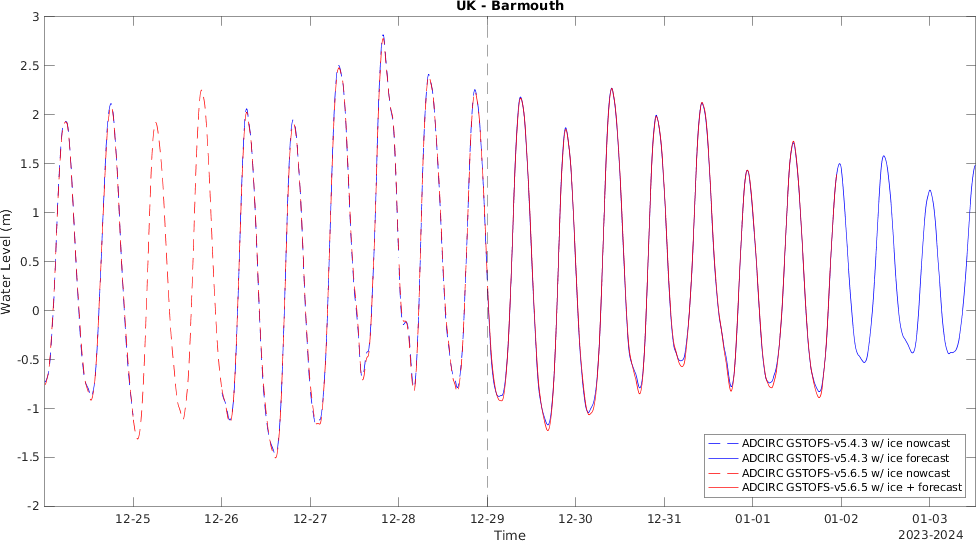 UK - Barmouth
3
2.5
2
1.5
1
0.5
0
-0.5
-1
-1.5
-2
Water Level (m)
ADCIRC GSTOFS-v5.4.3 w/ ice nowcast
ADCIRC GSTOFS-v5.4.3 w/ ice forecast
ADCIRC GSTOFS-v5.6.5 w/ ice nowcast
ADCIRC GSTOFS-v5.6.5 w/ ice + forecast
12-25 12-26 12-27 12-28 12-29 12-30 12-31 01-01 01-02 01-03
Time
2023-2024